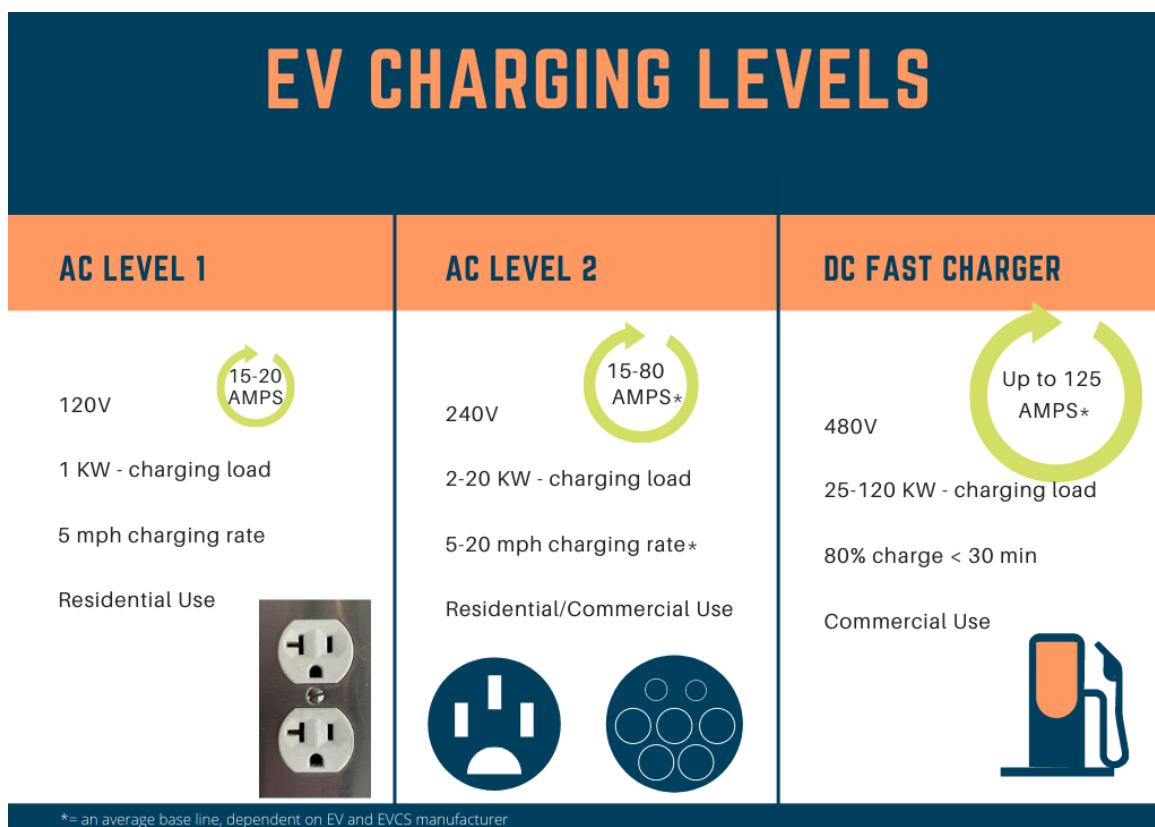 EV CHARGING LEVELS
AC LEVEL 1
15-20
AMPS
120V
1 KW - charging load
5 mph charging rate
Residential Use
AC LEVEL 2
15-80
AMPS*
240V
2-20 KW - charging load
5-20 mph charging rate*
Residential/Commercial Use
DC FAST CHARGER
Up to 125
AMPS*
480V
25-120 KW - charging load
80% charge < 30 min
Commercial Use
*= an average base line, dependent on EV and EVCS manufacturer